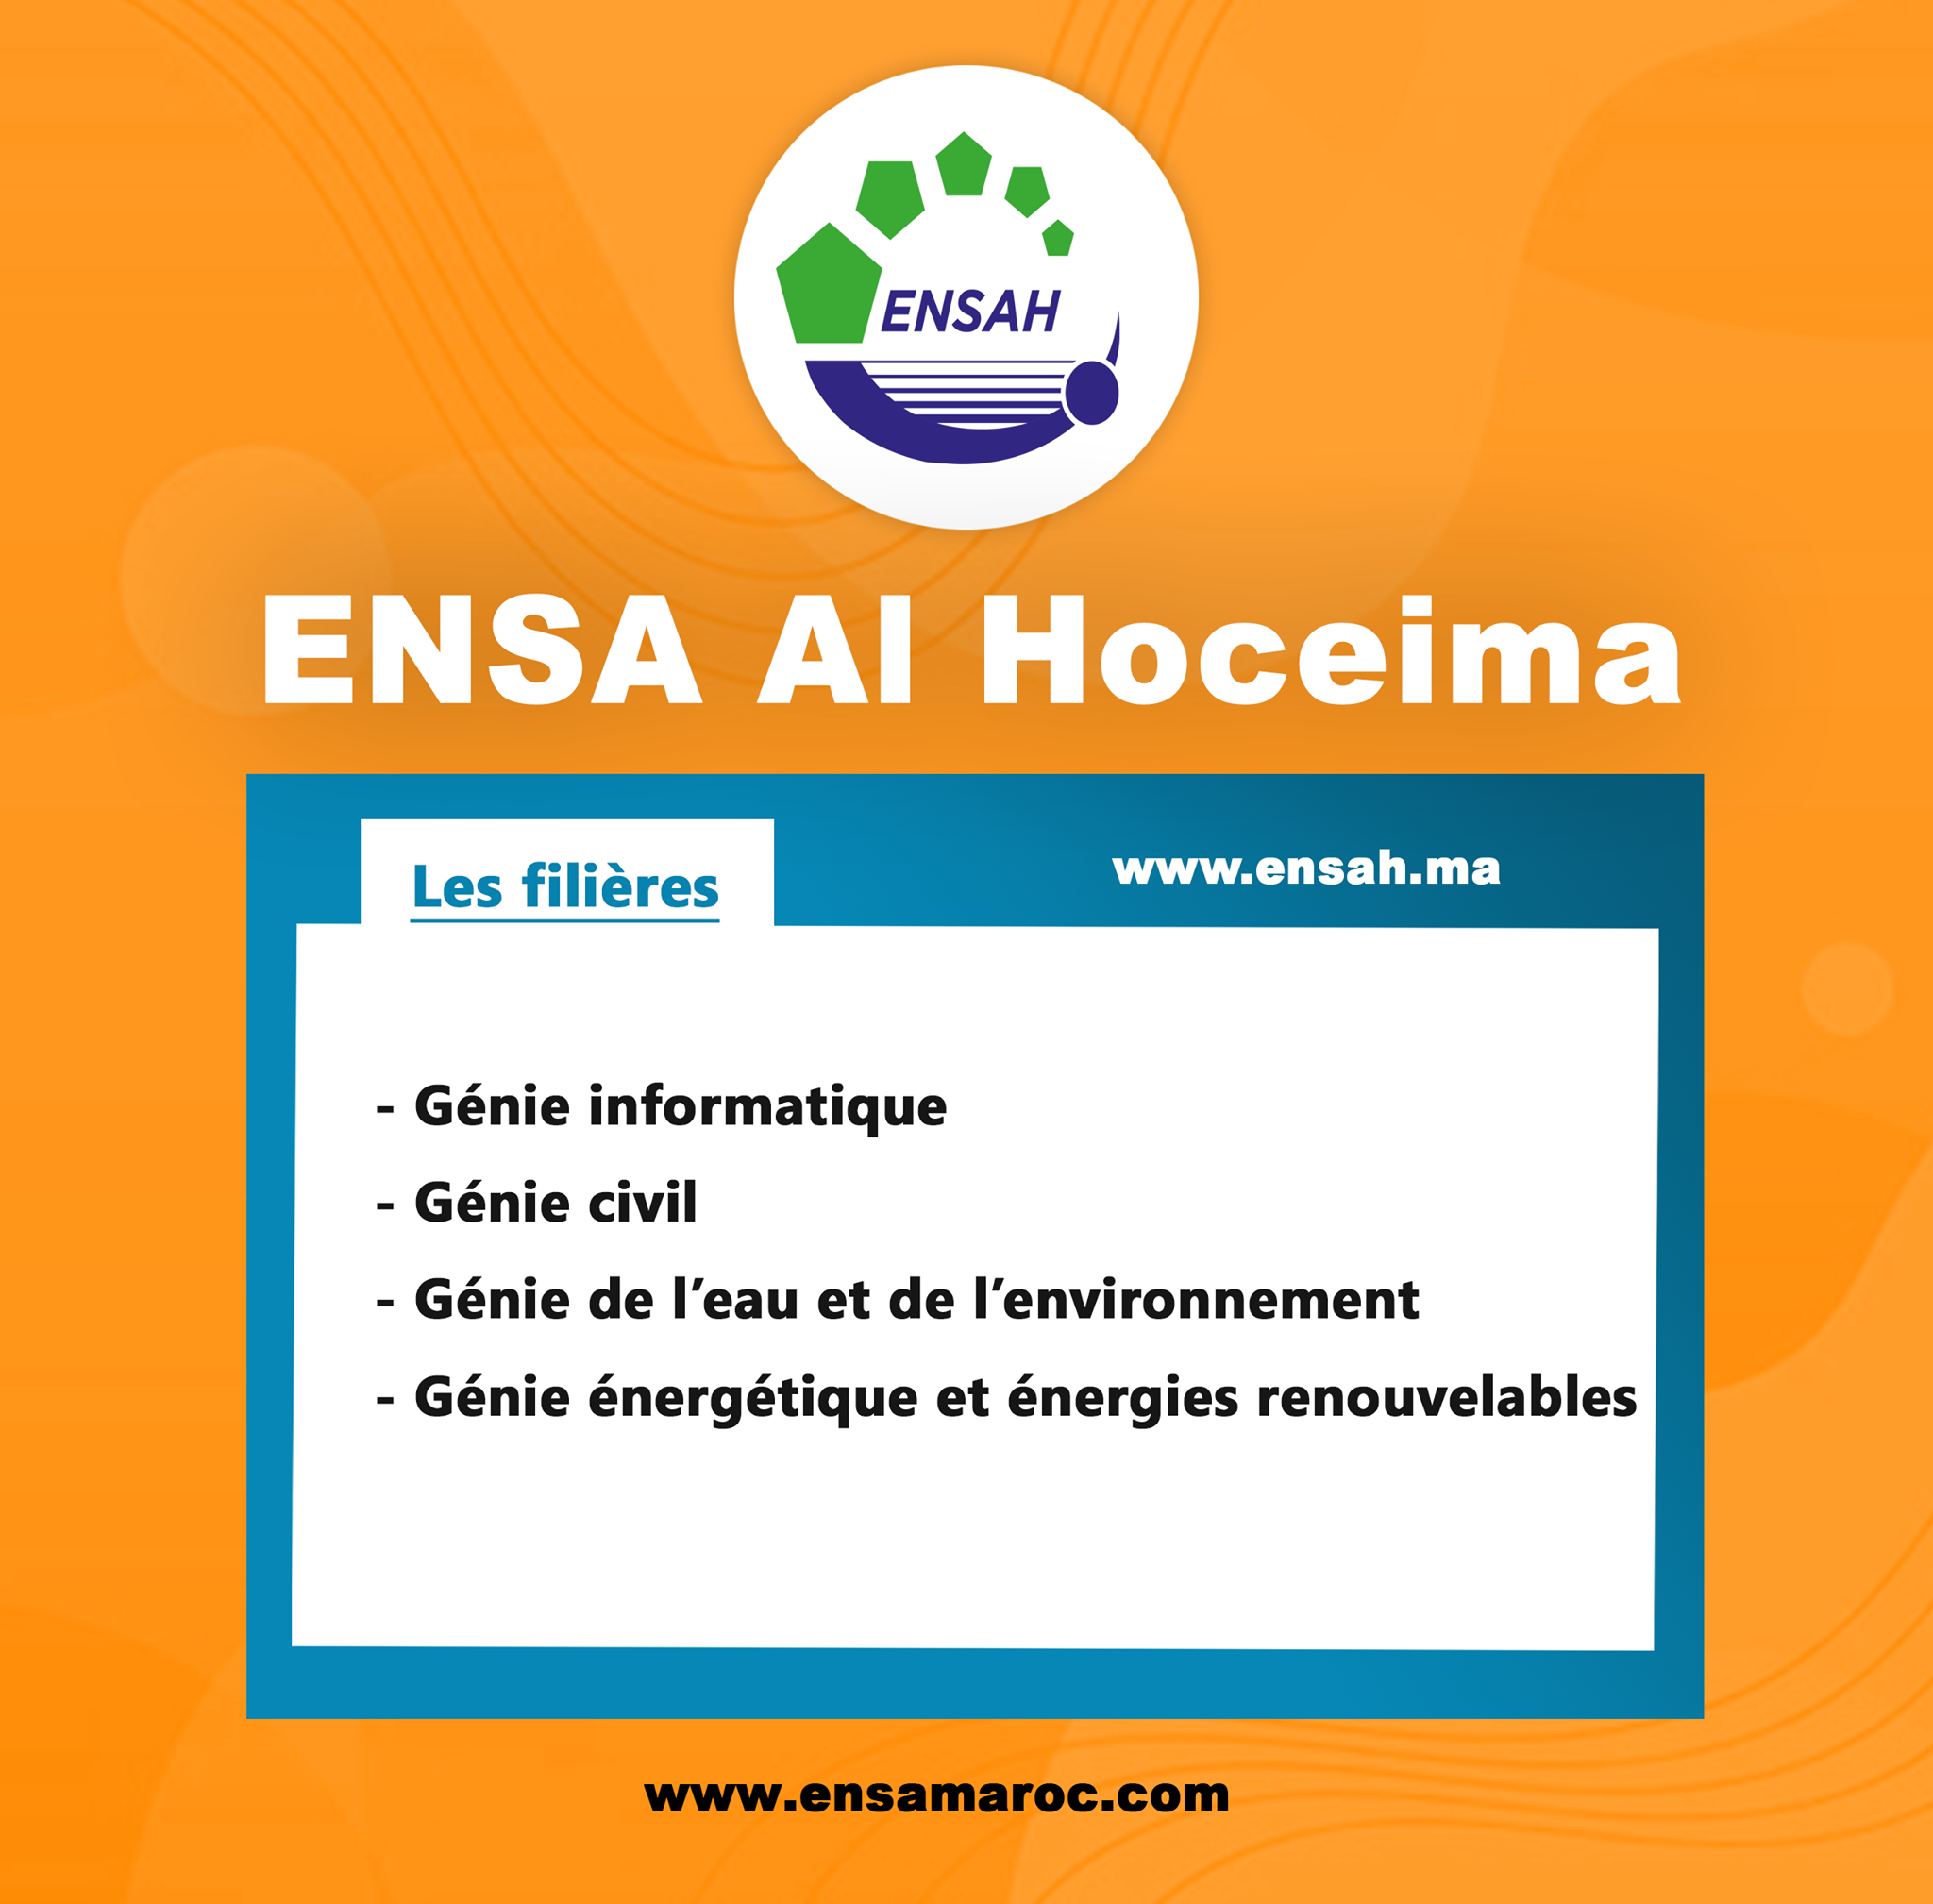 ENSAH
ENSA Al Hoceima
Les filières
www.ensah.ma
- Génie informatique
- Génie civil
- Génie de l’eau et de l’environnement
- Génie énergétique et énergies renouvelables
www.ensamaroc.com